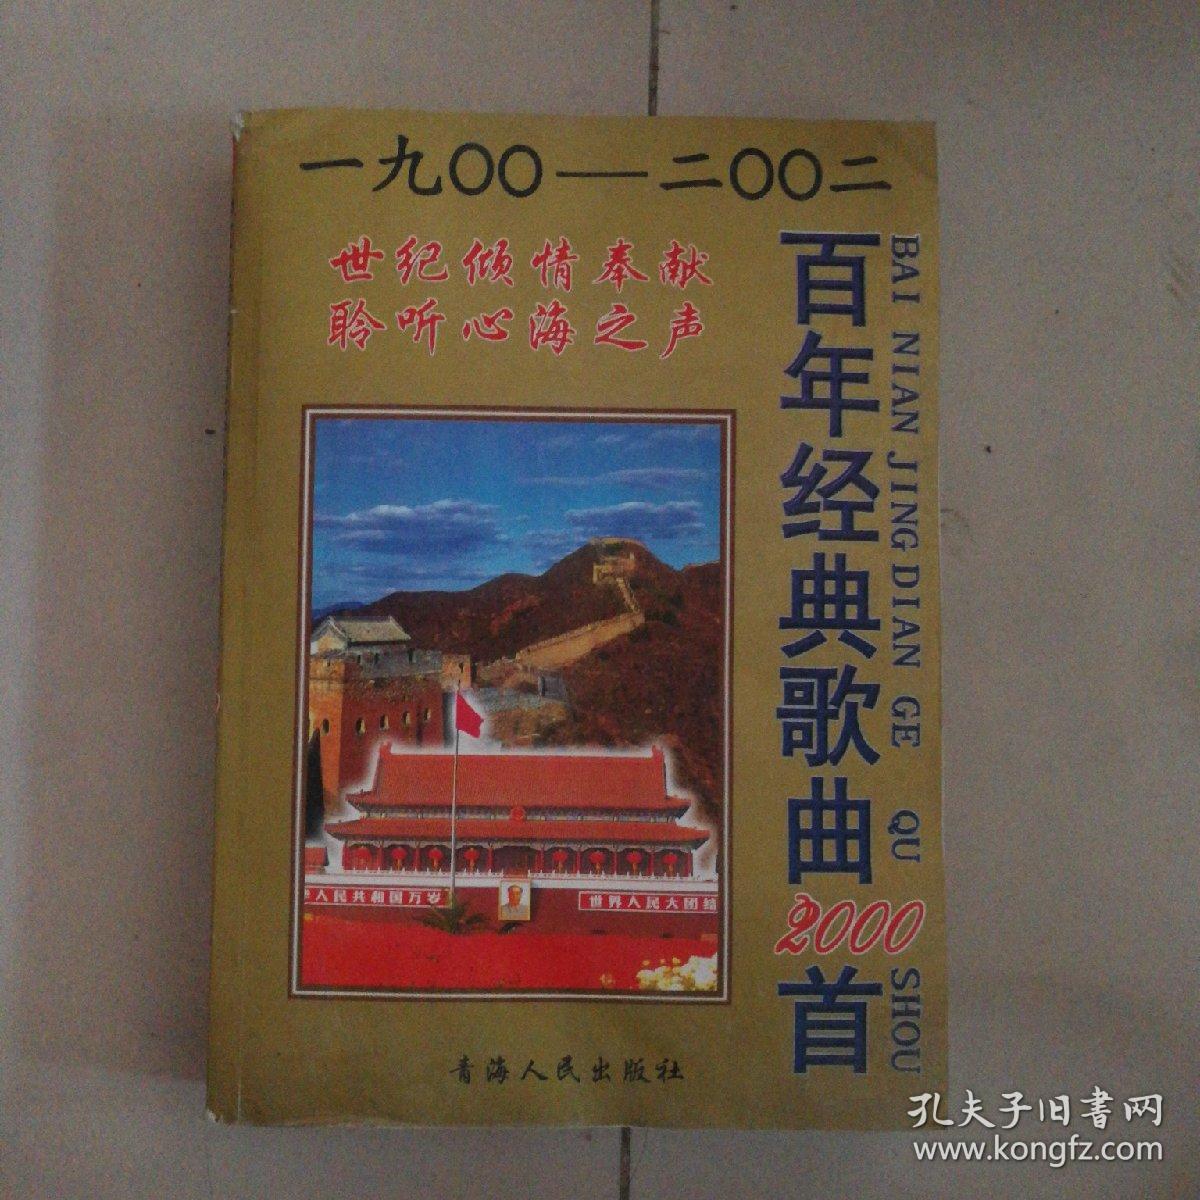 一九〇〇—二〇〇二
世纪倾情奉献
聆听心海之声
百年经典歌曲2000首
BAI NIAN JING DIAN GE QU SHOU
人民共和国万岁
世界人民大团结
青海人民出版社
孔夫子旧书网
www.kongfz.com